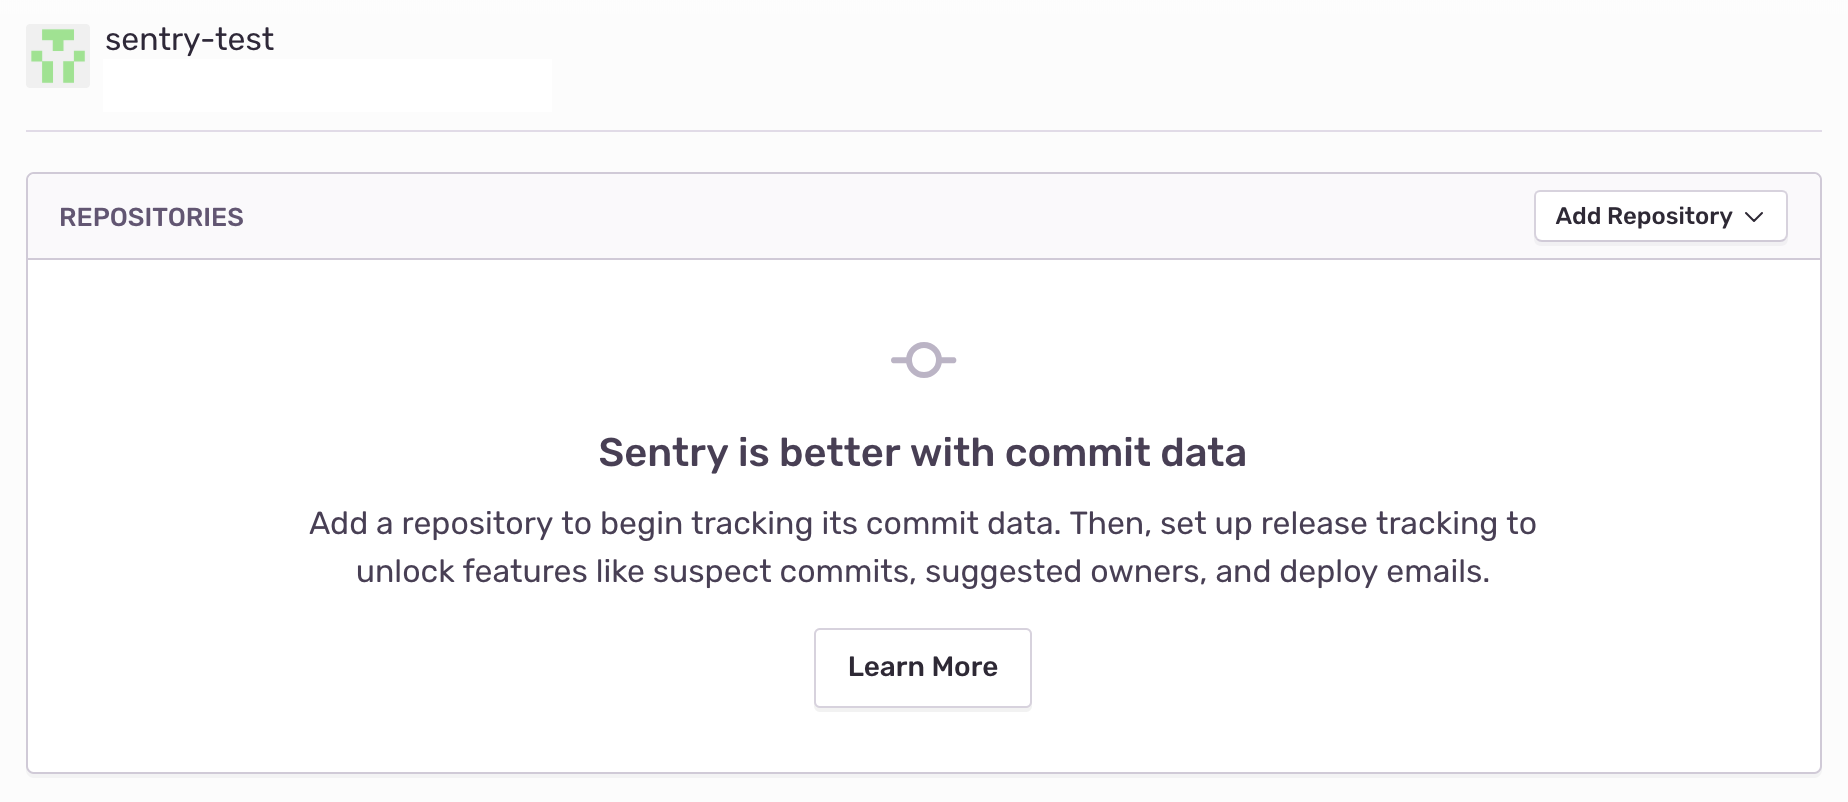 sentry-test
REPOSITORIES
Add Repository
Sentry is better with commit data
Add a repository to begin tracking its commit data. Then, set up release tracking to
unlock features like suspect commits, suggested owners, and deploy emails.
Learn More